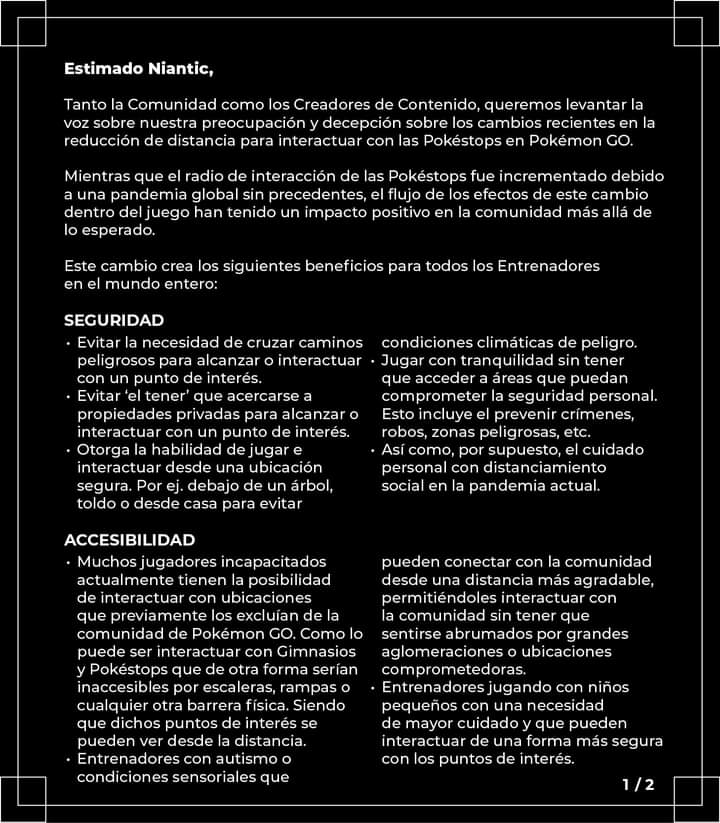 Estimado Niantic,
Tanto la Comunidad como los Creadores de Contenido, queremos levantar la
voz sobre nuestra preocupación y decepción sobre los cambios recientes en la
reducción de distancia para interactuar con las Pokéstops en Pokémon GO.
Mientras que el radio de interacción de las Pokéstops fue incrementado debido
a una pandemia global sin precedentes, el flujo de los efectos de este cambio
dentro del juego han tenido un impacto positivo en la comunidad más allá de
lo esperado.
Este cambio crea los siguientes beneficios para todos los Entrenadores
en el mundo entero:
SEGURIDAD
• Evitar la necesidad de cruzar caminos
peligrosos para alcanzar o interactuar
con un punto de interés.
• Evitar ‘el tener’ que acercarse a
propiedades privadas para alcanzar o
interactuar con un punto de interés.
• Otorga la habilidad de jugar e
interactuar desde una ubicación
segura. Por ej. debajo de un árbol,
toldo o desde casa para evitar
condiciones climáticas de peligro.
• Jugar con tranquilidad sin tener
que acceder a áreas que puedan
comprometer la seguridad personal.
Esto incluye el prevenir crímenes,
robos, zonas peligrosas, etc.
• Así como, por supuesto, el cuidado
personal con distanciamiento
social en la pandemia actual.
ACCESIBILIDAD
• Muchos jugadores incapacitados
actualmente tienen la posibilidad
de interactuar con ubicaciones
que previamente los excluían de la
comunidad de Pokémon GO. Como lo
puede ser interactuar con Gimnasios
y Pokéstops que de otra forma serían
inaccesibles por escaleras, rampas o
cualquier otra barrera física. Siendo
que dichos puntos de interés se
pueden ver desde la distancia.
• Entrenadores con autismo o
condiciones sensoriales que
pueden conectar con la comunidad
desde una distancia más agradable,
permitiéndoles interactuar con
la comunidad sin tener que
sentirse abrumados por grandes
aglomeraciones o ubicaciones
comprometedoras.
• Entrenadores jugando con niños
pequeños con una necesidad
de mayor cuidado y que pueden
interactuar de una forma más segura
con los puntos de interés.
1 / 2